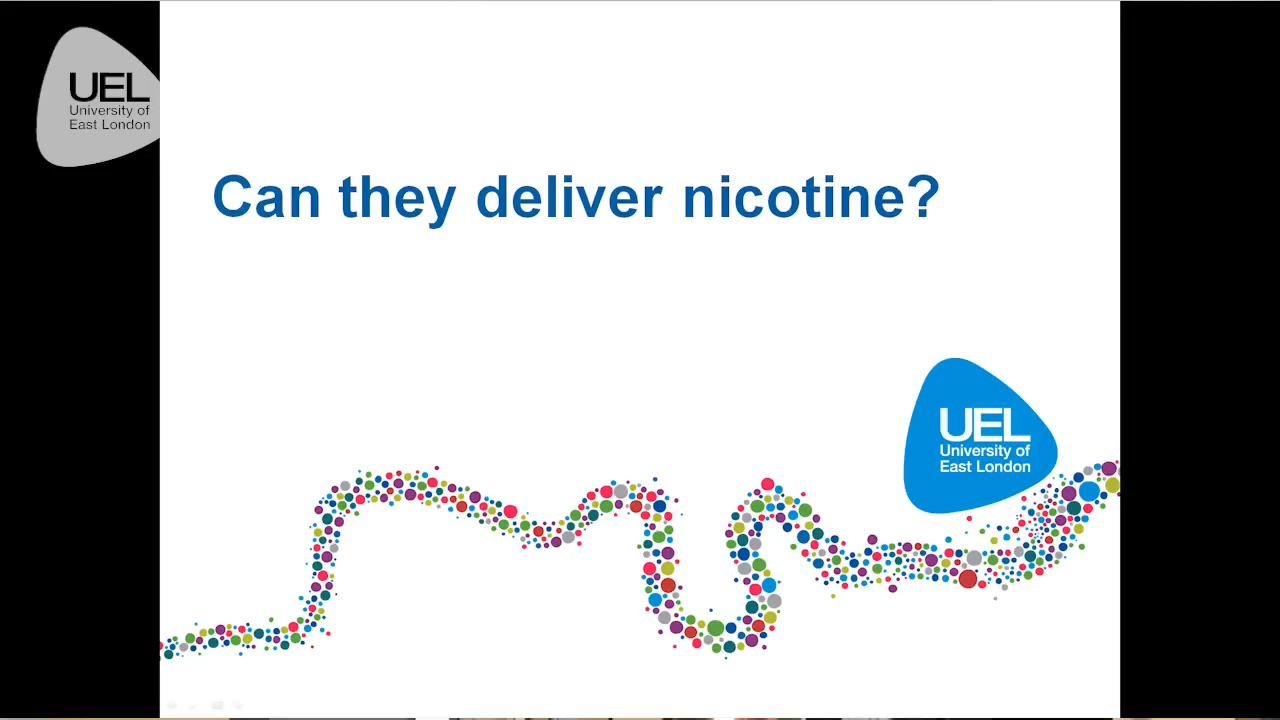 UEL
University of
East London
Can they deliver nicotine?
UEL
University of
East London